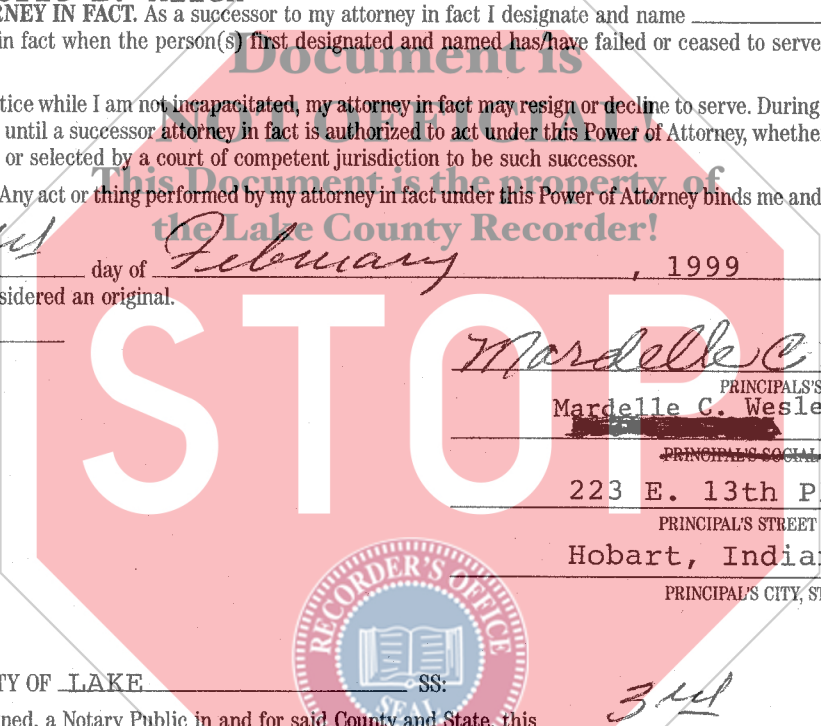 RNEY IN FACT. As a successor to my attorney in fact I designate and name
in fact when the person(s) first designated and named has/have failed or ceased to serve
Document is
tice while I am not incapacitated, my attorney in fact may resign or decline to serve. During
NOT OFFICIAL!
until a successor attorney in fact is authorized to act under this Power of Attorney, whethe
or selected by a court of competent jurisdiction to be such successor.
This Document is the property of
Any act or thing performed by my attorney in fact under this Power of Attorney binds me and
the Lake County Recorder!
day of February, 1999
sidered an original.
STOP
Mardelle C
PRINCIPALS'S
Mardelle C. Wesle
PRINCIPAL'S SOCIAL
223 E. 13th P
PRINCIPAL'S STREET
Hobart, Indian
PRINCIPAL'S CITY, ST
RECORDER'S OFFICE
SEAL
TY OF LAKE SS:
3rd
ned, a Notary Public in and for said County and State, this